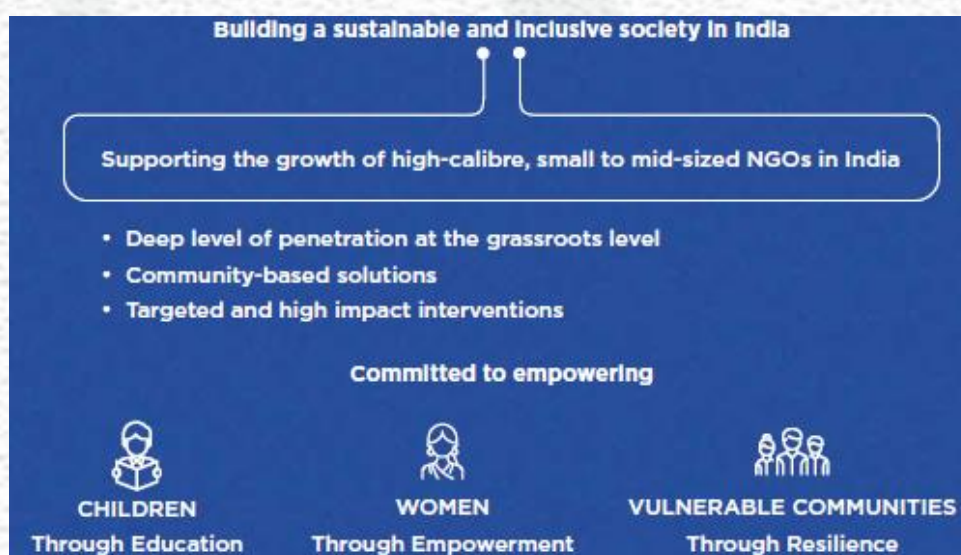 Building a sustainable and inclusive society in India
Supporting the growth of high-calibre, small to mid-sized NGOs in India
• Deep level of penetration at the grassroots level
• Community-based solutions
• Targeted and high impact interventions
Committed to empowering
CHILDREN WOMEN VULNERABLE COMMUNITIES
Through Education Through Empowerment Through Resilience